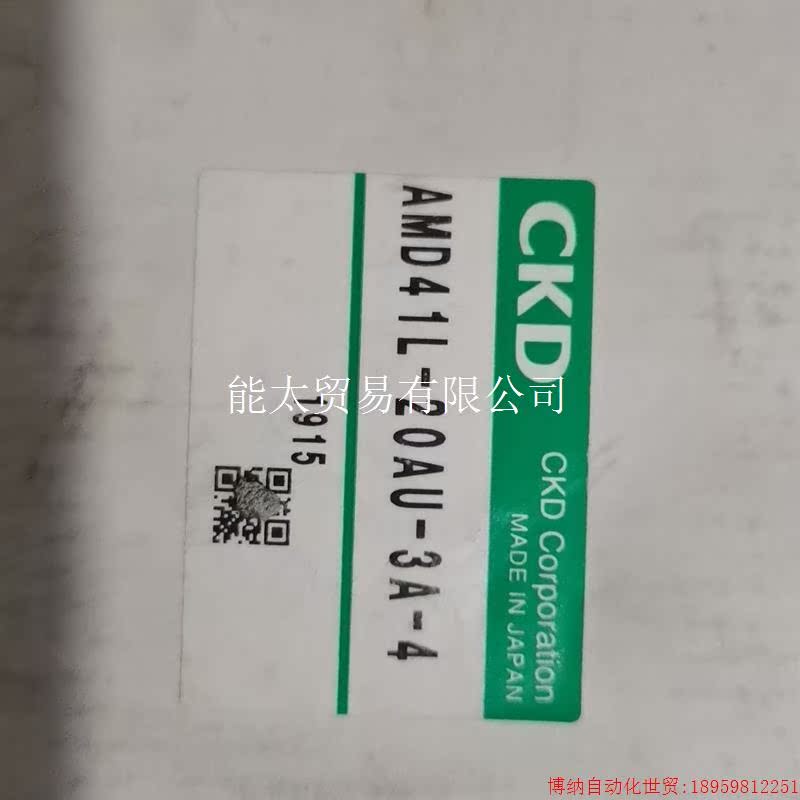 CKD
CKD Corporation
MADE IN JAPAN
AMD41L-20AU-3A-4
7915
能太贸易有限公司
博纳自动化世贸:18959812251